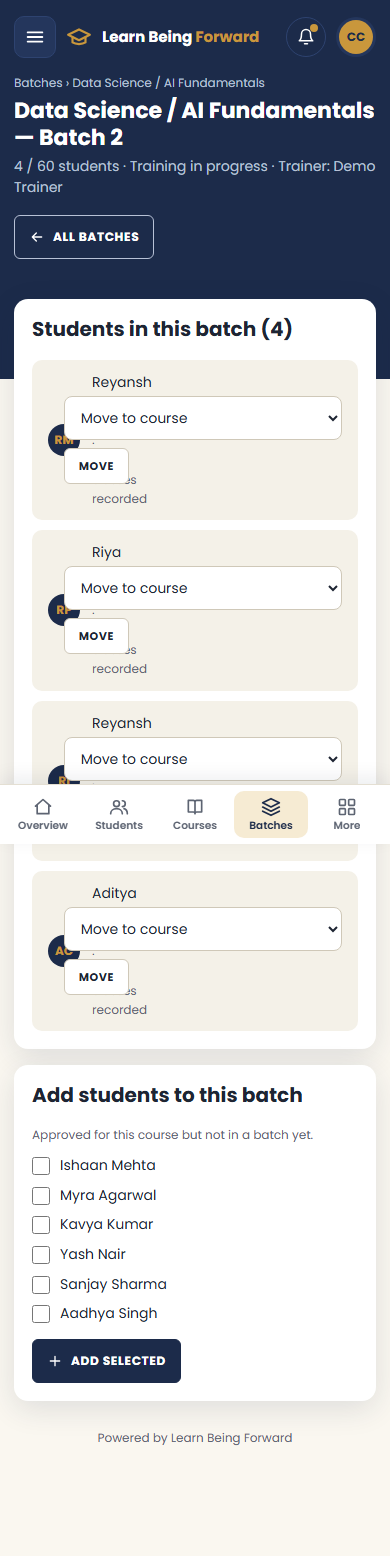 Learn Being Forward
CC
Batches › Data Science / AI Fundamentals
Data Science / AI Fundamentals
— Batch 2
4 / 60 students · Training in progress · Trainer: Demo
Trainer
← ALL BATCHES
Students in this batch (4)
Reyansh
Move to course
MOVE
recorded
Riya
Move to course
MOVE
recorded
Reyansh
Move to course
Overview
Students
Courses
Batches
More
Aditya
Move to course
MOVE
recorded
Add students to this batch
Approved for this course but not in a batch yet.
Ishaan Mehta
Myra Agarwal
Kavya Kumar
Yash Nair
Sanjay Sharma
Aadhya Singh
+ ADD SELECTED
Powered by Learn Being Forward